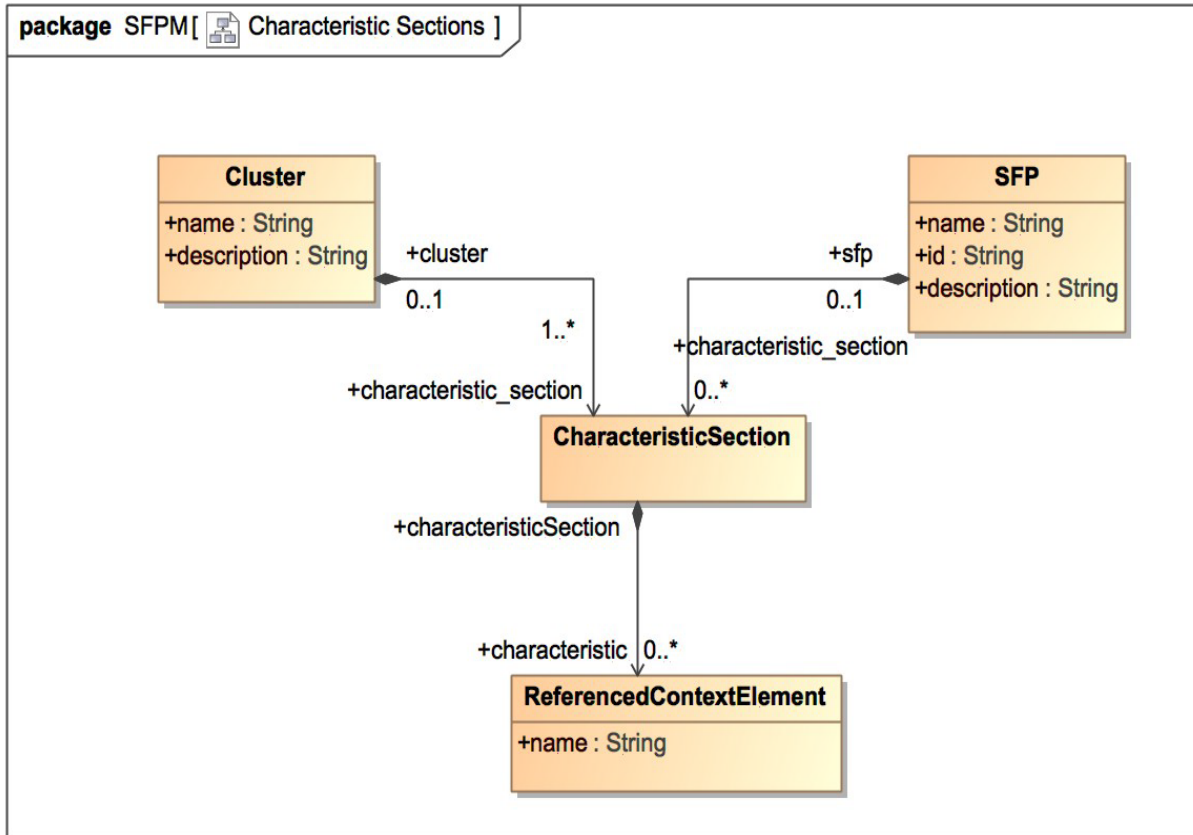 package SFPM[ Characteristic Sections ]
Cluster
+name : String
+description : String
SFP
+name : String
+id : String
+description : String
+cluster
0..1
1..*
+characteristic_section
+sfp
0..1
+characteristic_section
0..*
CharacteristicSection
+characteristicSection
+characteristic
0..*
ReferencedContextElement
+name : String